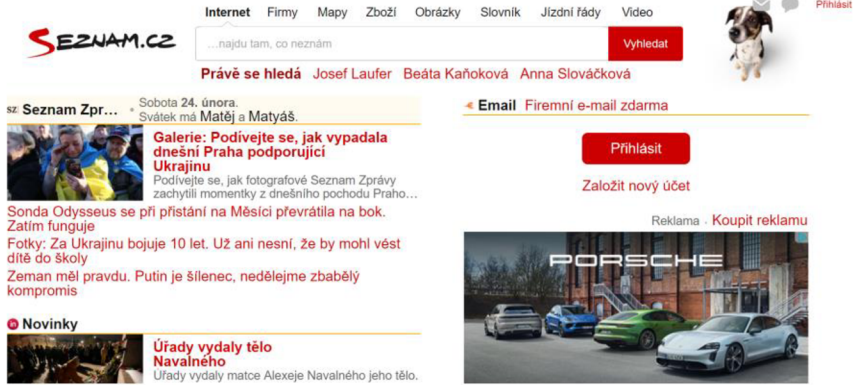 Internet Firmy Mapy Zboží Obrázky Slovník Jízdní řády Video
Přihlásit
SEZNAM.CZ
...najdu tam, co neznám
Vyhledat
Právě se hledá Josef Laufer Beáta Kaňoková Anna Slováčková
SZ Seznam Zpr... • Sobota 24. února.
Svátek má Matěj a Matyáš.
Galerie: Podívejte se, jak vypadala
dnešní Praha podporující
Ukrajinu
Podívejte se, jak fotografové Seznam Zprávy
zachytili momentky z dnešního pochodu Praho...
Sonda Odysseus se při přistání na Měsíci převrátila na bok.
Zatím funguje
Fotky: Za Ukrajinu bojuje 10 let. Už ani nesní, že by mohl vést
dítě do školy
Zeman měl pravdu. Putin je šílenec, nedělejme zbabělý
kompromis
Novinky
Úřady vydaly tělo
Navalného
Úřady vydaly matce Alexeje Navalného jeho tělo.
Email Firemní e-mail zdarma
Přihlásit
Založit nový účet
Reklama - Koupit reklamu
PORSCHE